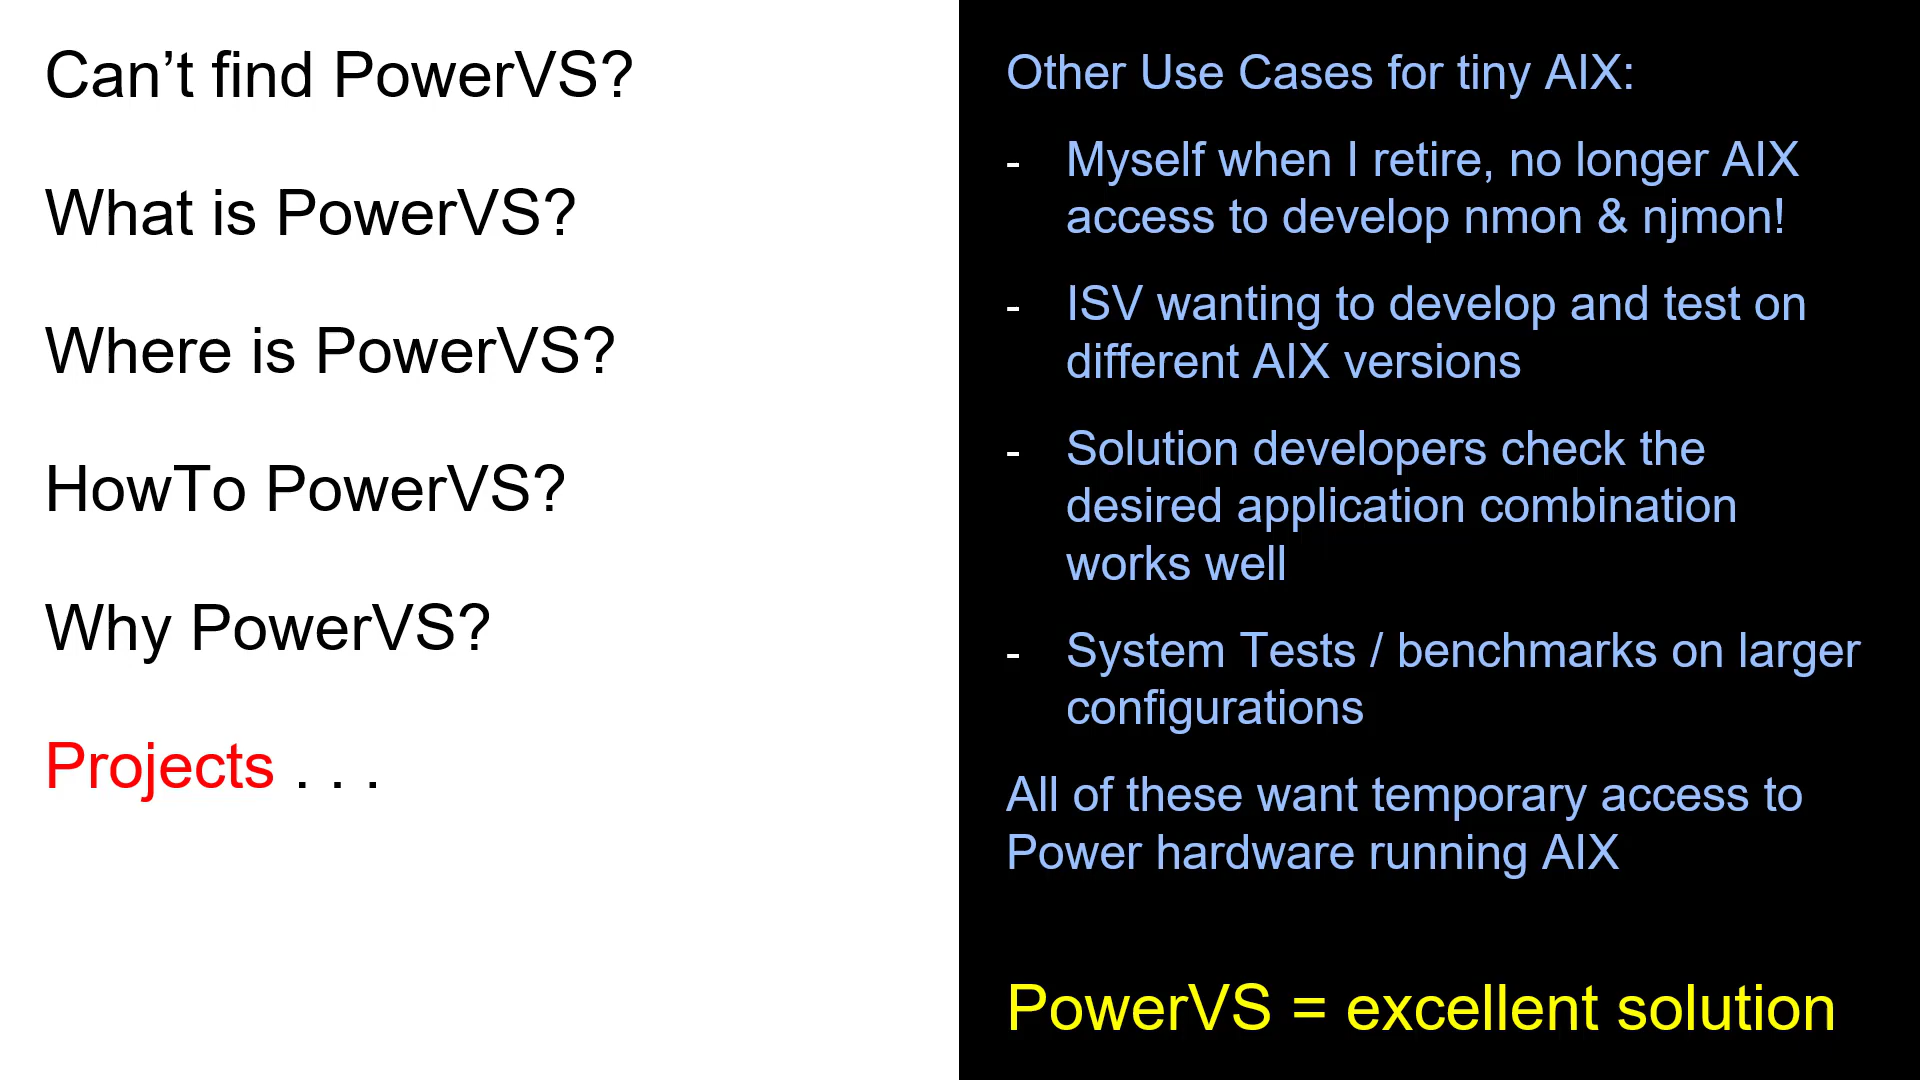 Can’t find PowerVS?
What is PowerVS?
Where is PowerVS?
HowTo PowerVS?
Why PowerVS?
Projects . . .
Other Use Cases for tiny AIX:
- Myself when I retire, no longer AIX
access to develop nmon & njmon!
- ISV wanting to develop and test on
different AIX versions
- Solution developers check the
desired application combination
works well
- System Tests / benchmarks on larger
configurations
All of these want temporary access to
Power hardware running AIX
PowerVS = excellent solution